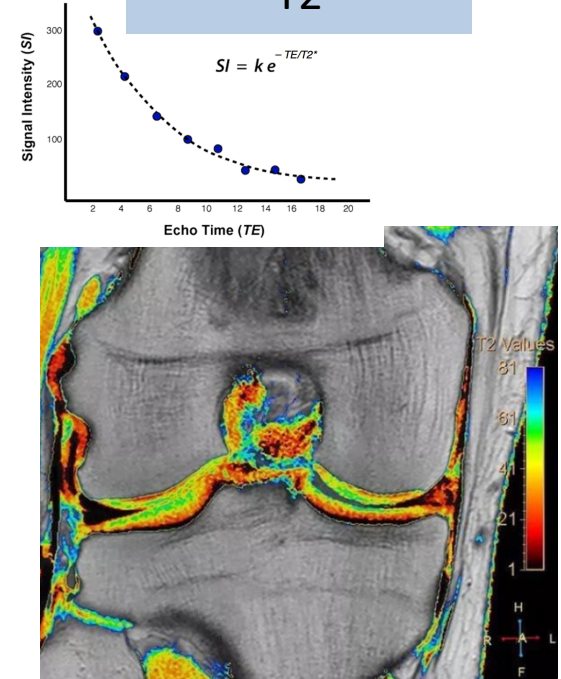 T2
300
200
100
Signal Intensity (SI)
SI = k e^-TE/T2*
2 4 6 8 10 12 14 16 18 20
Echo Time (TE)
T2 Values
81
61
41
21
1
H
R A L
F